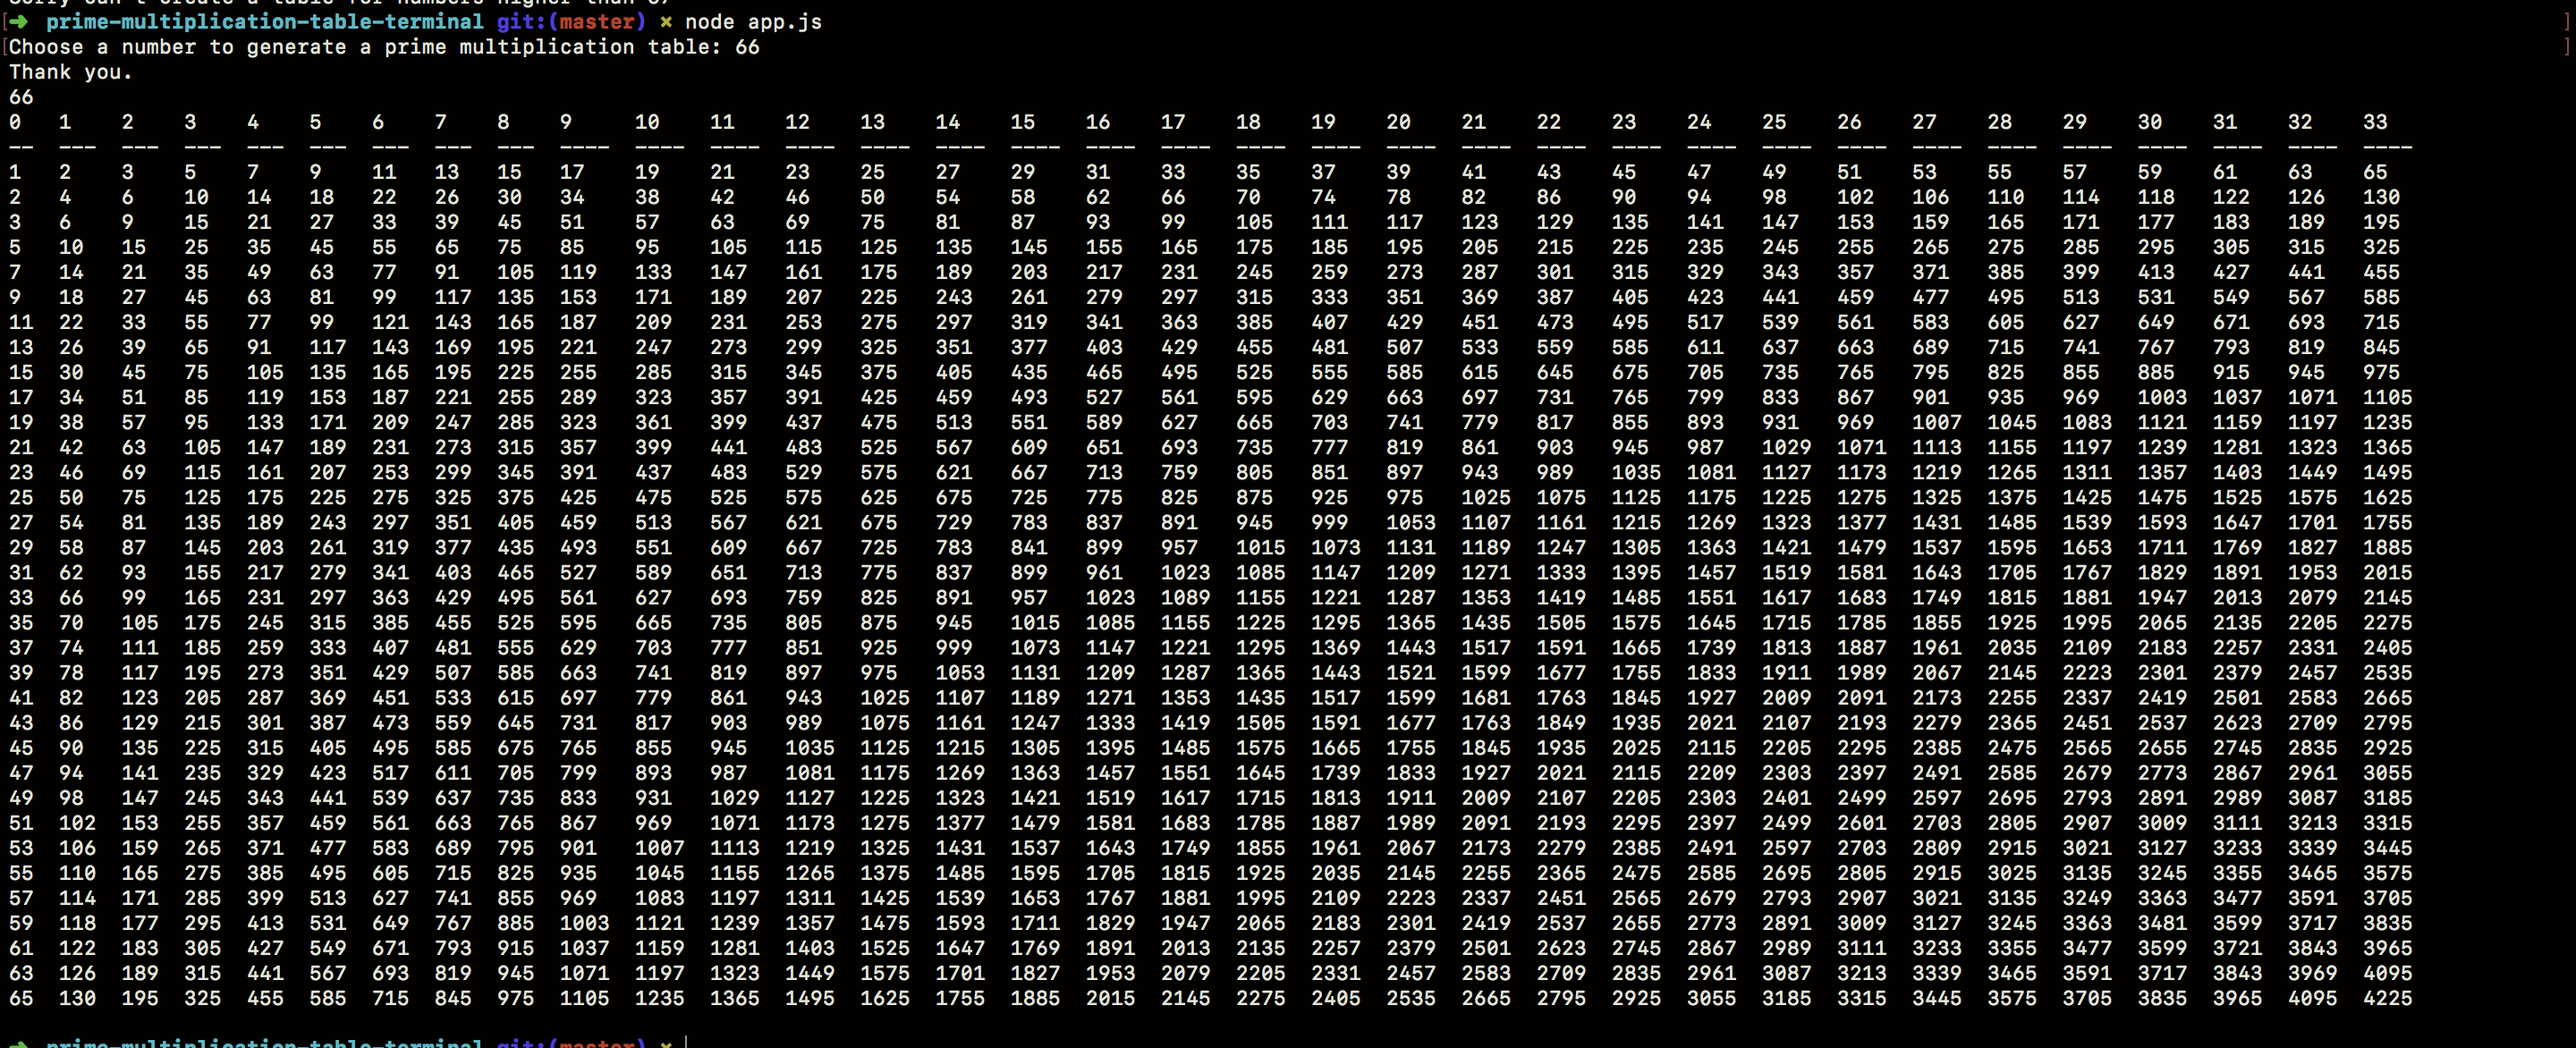 ➜ prime-multiplication-table-terminal git:(master) ✗ node app.js
Choose a number to generate a prime multiplication table: 66
Thank you.
66
0 1 2 3 4 5 6 7 8 9 10 11 12 13 14 15 16 17 18 19 20 21 22 23 24 25 26 27 28 29 30 31 32 33
-- --- --- --- --- --- --- --- --- ---- ---- ---- ---- ---- ---- ---- ---- ---- ---- ---- ---- ---- ---- ---- ---- ---- ---- ---- ---- ---- ---- ---- ---- ----
1 2 3 5 7 9 11 13 15 17 19 21 23 25 27 29 31 33 35 37 39 41 43 45 47 49 51 53 55 57 59 61 63 65
2 4 6 10 14 18 22 26 30 34 38 42 46 50 54 58 62 66 70 74 78 82 86 90 94 98 102 106 110 114 118 122 126 130
3 6 9 15 21 27 33 39 45 51 57 63 69 75 81 87 93 99 105 111 117 123 129 135 141 147 153 159 165 171 177 183 189 195
5 10 15 25 35 45 55 65 75 85 95 105 115 125 135 145 155 165 175 185 195 205 215 225 235 245 255 265 275 285 295 305 315 325
7 14 21 35 49 63 77 91 105 119 133 147 161 175 189 203 217 231 245 259 273 287 301 315 329 343 357 371 385 399 413 427 441 455
9 18 27 45 63 81 99 117 135 153 171 189 207 225 243 261 279 297 315 333 351 369 387 405 423 441 459 477 495 513 531 549 567 585
11 22 33 55 77 99 121 143 165 187 209 231 253 275 297 319 341 363 385 407 429 451 473 495 517 539 561 583 605 627 649 671 693 715
13 26 39 65 91 117 143 169 195 221 247 273 299 325 351 377 403 429 455 481 507 533 559 585 611 637 663 689 715 741 767 793 819 845
15 30 45 75 105 135 165 195 225 255 285 315 345 375 405 435 465 495 525 555 585 615 645 675 705 735 765 795 825 855 885 915 945 975
17 34 51 85 119 153 187 221 255 289 323 357 391 425 459 493 527 561 595 629 663 697 731 765 799 833 867 901 935 969 1003 1037 1071 1105
19 38 57 95 133 171 209 247 285 323 361 399 437 475 513 551 589 627 665 703 741 779 817 855 893 931 969 1007 1045 1083 1121 1159 1197 1235
21 42 63 105 147 189 231 273 315 357 399 441 483 525 567 609 651 693 735 777 819 861 903 945 987 1029 1071 1113 1155 1197 1239 1281 1323 1365
23 46 69 115 161 207 253 299 345 391 437 483 529 575 621 667 713 759 805 851 897 943 989 1035 1081 1127 1173 1219 1265 1311 1357 1403 1449 1495
25 50 75 125 175 225 275 325 375 425 475 525 575 625 675 725 775 825 875 925 975 1025 1075 1125 1175 1225 1275 1325 1375 1425 1475 1525 1575 1625
27 54 81 135 189 243 297 351 405 459 513 567 621 675 729 783 837 891 945 999 1053 1107 1161 1215 1269 1323 1377 1431 1485 1539 1593 1647 1701 1755
29 58 87 145 203 261 319 377 435 493 551 609 667 725 783 841 899 957 1015 1073 1131 1189 1247 1305 1363 1421 1479 1537 1595 1653 1711 1769 1827 1885
31 62 93 155 217 279 341 403 465 527 589 651 713 775 837 899 961 1023 1085 1147 1209 1271 1333 1395 1457 1519 1581 1643 1705 1767 1829 1891 1953 2015
33 66 99 165 231 297 363 429 495 561 627 693 759 825 891 957 1023 1089 1155 1221 1287 1353 1419 1485 1551 1617 1683 1749 1815 1881 1947 2013 2079 2145
35 70 105 175 245 315 385 455 525 595 665 735 805 875 945 1015 1085 1155 1225 1295 1365 1435 1505 1575 1645 1715 1785 1855 1925 1995 2065 2135 2205 2275
37 74 111 185 259 333 407 481 555 629 703 777 851 925 999 1073 1147 1221 1295 1369 1443 1517 1591 1665 1739 1813 1887 1961 2035 2109 2183 2257 2331 2405
39 78 117 195 273 351 429 507 585 663 741 819 897 975 1053 1131 1209 1287 1365 1443 1521 1599 1677 1755 1833 1911 1989 2067 2145 2223 2301 2379 2457 2535
41 82 123 205 287 369 451 533 615 697 779 861 943 1025 1107 1189 1271 1353 1435 1517 1599 1681 1763 1845 1927 2009 2091 2173 2255 2337 2419 2501 2583 2665
43 86 129 215 301 387 473 559 645 731 817 903 989 1075 1161 1247 1333 1419 1505 1591 1677 1763 1849 1935 2021 2107 2193 2279 2365 2451 2537 2623 2709 2795
45 90 135 225 315 405 495 585 675 765 855 945 1035 1125 1215 1305 1395 1485 1575 1665 1755 1845 1935 2025 2115 2205 2295 2385 2475 2565 2655 2745 2835 2925
47 94 141 235 329 423 517 611 705 799 893 987 1081 1175 1269 1363 1457 1551 1645 1739 1833 1927 2021 2115 2209 2303 2397 2491 2585 2679 2773 2867 2961 3055
49 98 147 245 343 441 539 637 735 833 931 1029 1127 1225 1323 1421 1519 1617 1715 1813 1911 2009 2107 2205 2303 2401 2499 2597 2695 2793 2891 2989 3087 3185
51 102 153 255 357 459 561 663 765 867 969 1071 1173 1275 1377 1479 1581 1683 1785 1887 1989 2091 2193 2295 2397 2499 2601 2703 2805 2907 3009 3111 3213 3315
53 106 159 265 371 477 583 689 795 901 1007 1113 1219 1325 1431 1537 1643 1749 1855 1961 2067 2173 2279 2385 2491 2597 2703 2809 2915 3021 3127 3233 3339 3445
55 110 165 275 385 495 605 715 825 935 1045 1155 1265 1375 1485 1595 1705 1815 1925 2035 2145 2255 2365 2475 2585 2695 2805 2915 3025 3135 3245 3355 3465 3575
57 114 171 285 399 513 627 741 855 969 1083 1197 1311 1425 1539 1653 1767 1881 1995 2109 2223 2337 2451 2565 2679 2793 2907 3021 3135 3249 3363 3477 3591 3705
59 118 177 295 413 531 649 767 885 1003 1121 1239 1357 1475 1593 1711 1829 1947 2065 2183 2301 2419 2537 2655 2773 2891 3009 3127 3245 3363 3481 3599 3717 3835
61 122 183 305 427 549 671 793 915 1037 1159 1281 1403 1525 1647 1769 1891 2013 2135 2257 2379 2501 2623 2745 2867 2989 3111 3233 3355 3477 3599 3721 3843 3965
63 126 189 315 441 567 693 819 945 1071 1197 1323 1449 1575 1701 1827 1953 2079 2205 2331 2457 2583 2709 2835 2961 3087 3213 3339 3465 3591 3717 3843 3969 4095
65 130 195 325 455 585 715 845 975 1105 1235 1365 1495 1625 1755 1885 2015 2145 2275 2405 2535 2665 2795 2925 3055 3185 3315 3445 3575 3705 3835 3965 4095 4225
➜ prime-multiplication-table-terminal git:(master) ✗